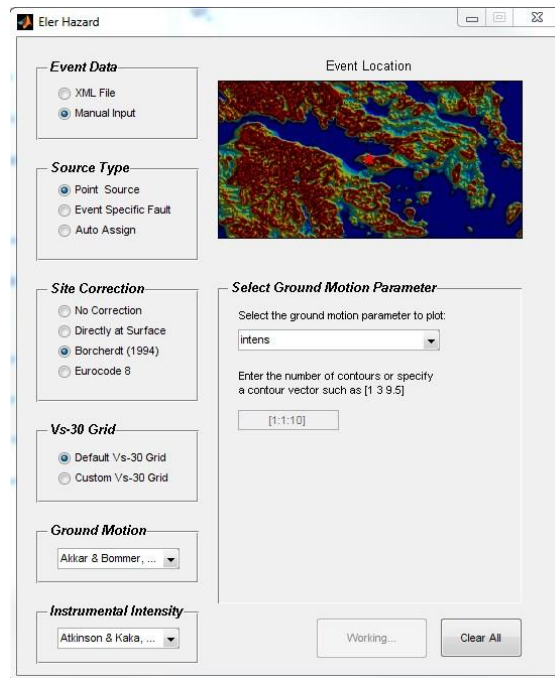 Eler Hazard
Event Data
XML File
Manual Input
Source Type
Point Source
Event Specific Fault
Auto Assign
Site Correction
No Correction
Directly at Surface
Borcherdt (1994)
Eurocode 8
Vs-30 Grid
Default Vs-30 Grid
Custom Vs-30 Grid
Ground Motion
Akkar & Bommer, ...
Instrumental Intensity
Atkinson & Kaka, ...
Event Location
Select Ground Motion Parameter
Select the ground motion parameter to plot:
intens
Enter the number of contours or specify
a contour vector such as [1 3 9.5]
[1:1:10]
Working...
Clear All